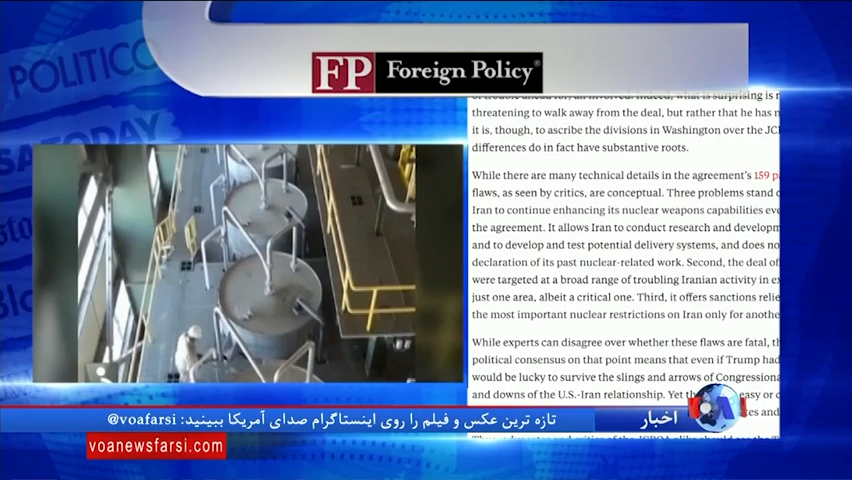 POLITICO
FP Foreign Policy®
threatening to walk away from the deal, but rather that he has
it is, though, to ascribe the divisions in Washington over the
differences do in fact have substantive roots.
While there are many technical details in the agreement's 159
flaws, as seen by critics, are conceptual. Three problems stand
Iran to continue enhancing its nuclear weapons capabilities
the agreement. It allows Iran to conduct research and
and to develop and test potential delivery systems, and does
declaration of its past nuclear-related work. Second, the deal
were targeted at a broad range of troubling Iranian activity in
just one area, albeit a critical one. Third, it offers sanctions
the most important nuclear restrictions on Iran only for
While experts can disagree over whether these flaws are fatal,
political consensus on that point means that even if Trump had
would be lucky to survive the slings and arrows of
and downs of the U.S.-Iran relationship. Yet easy or
تازه ترین عکس و فیلم را روی اینستاگرام صدای آمریکا ببینید: @voafarsi
اخبار
VOA
voanewsfarsi.com